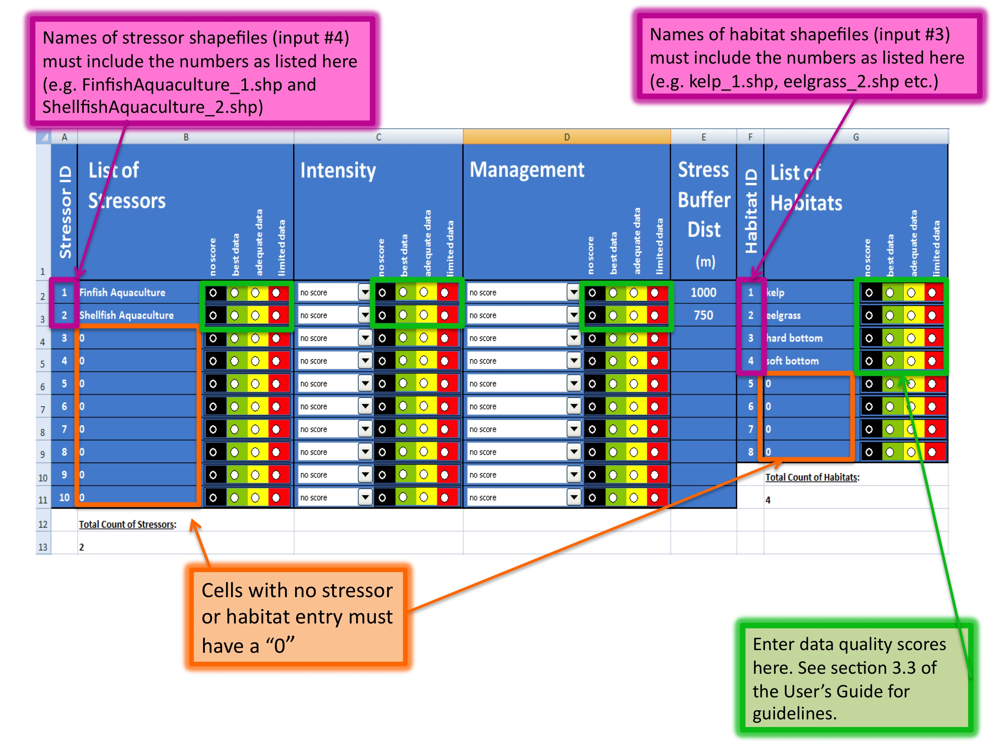 Names of stressor shapefiles (input #4)
must include the numbers as listed here
(e.g. FinfishAquaculture_1.shp and
ShellfishAquaculture_2.shp)
Names of habitat shapefiles (input #3)
must include the numbers as listed here
(e.g. kelp_1.shp, eelgrass_2.shp etc.)
A B C D E F G
1
Stressor ID
List of
Stressors
no score
best data
adequate data
limited data
Intensity
no score
best data
adequate data
limited data
Management
no score
best data
adequate data
limited data
Stress
Buffer
Dist
(m)
Habitat ID
List of
Habitats
no score
best data
adequate data
limited data
2 1 Finfish Aquaculture no score no score 1000 1 kelp
3 2 Shellfish Aquaculture no score no score 750 2 eelgrass
4 3 0 no score no score 3 hard bottom
5 4 0 no score no score 4 soft bottom
6 5 0 no score no score 5 0
7 6 0 no score no score 6 0
8 7 0 no score no score 7 0
9 8 0 no score no score 8 0
10 9 0 no score no score Total Count of Habitats:
11 10 0 no score no score 4
12 Total Count of Stressors:
13 2
Cells with no stressor
or habitat entry must
have a “0”
Enter data quality scores
here. See section 3.3 of
the User’s Guide for
guidelines.